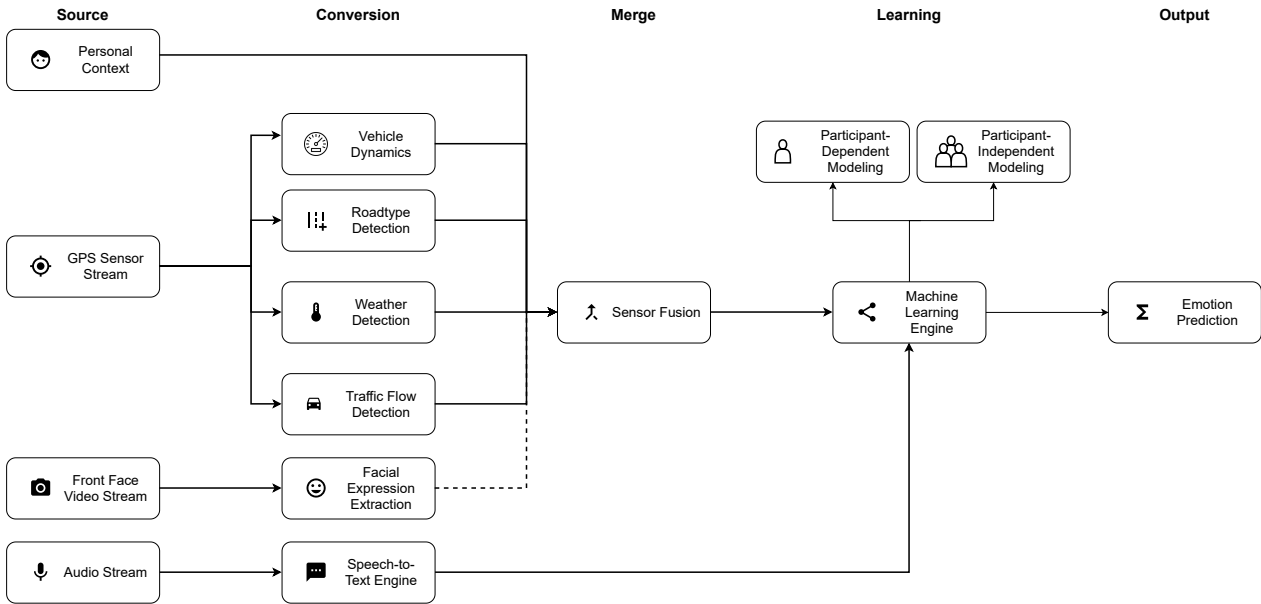 Source
Conversion
Merge
Learning
Output
Personal
Context
Vehicle
Dynamics
Participant-
Dependent
Modeling
Participant-
Independent
Modeling
Roadtype
Detection
GPS Sensor
Stream
Weather
Detection
Sensor Fusion
Machine
Learning
Engine
Emotion
Prediction
Traffic Flow
Detection
Front Face
Video Stream
Facial
Expression
Extraction
Audio Stream
Speech-to-
Text Engine